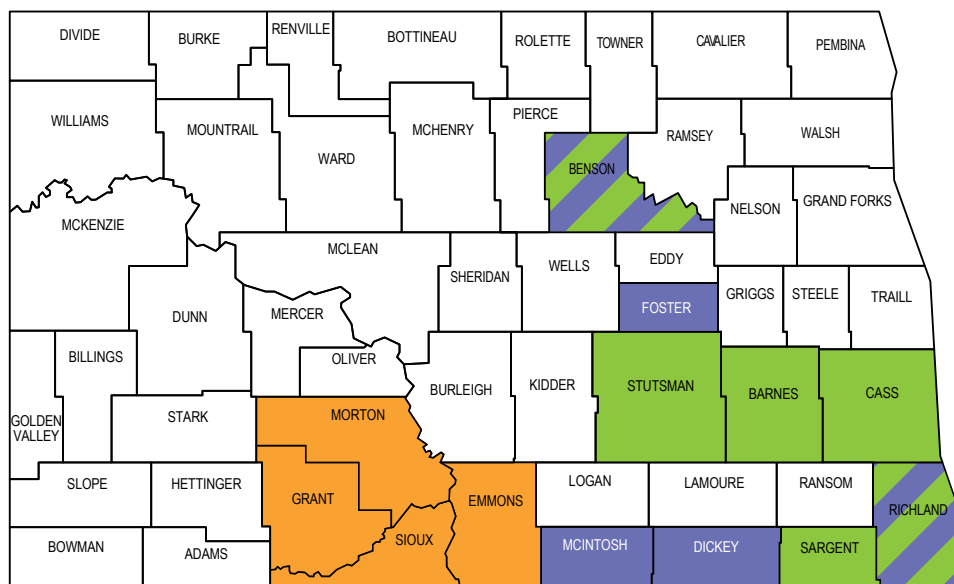 DIVIDE
BURKE
RENVILLE
BOTTINEAU
ROLETTE
TOWNER
CAVALIER
PEMBINA
WILLIAMS
MOUNTRAIL
WARD
MCHENRY
PIERCE
RAMSEY
WALSH
BENSON
MCKENZIE
NELSON
GRAND FORKS
MCLEAN
SHERIDAN
WELLS
EDDY
DUNN
MERCER
FOSTER
GRIGGS
STEELE
TRAILL
BILLINGS
OLIVER
BURLEIGH
KIDDER
STUTSMAN
BARNES
CASS
GOLDEN
VALLEY
STARK
MORTON
SLOPE
HETTINGER
GRANT
EMMONS
LOGAN
LAMOURE
RANSOM
RICHLAND
BOWMAN
ADAMS
SIOUX
MCINTOSH
DICKEY
SARGENT